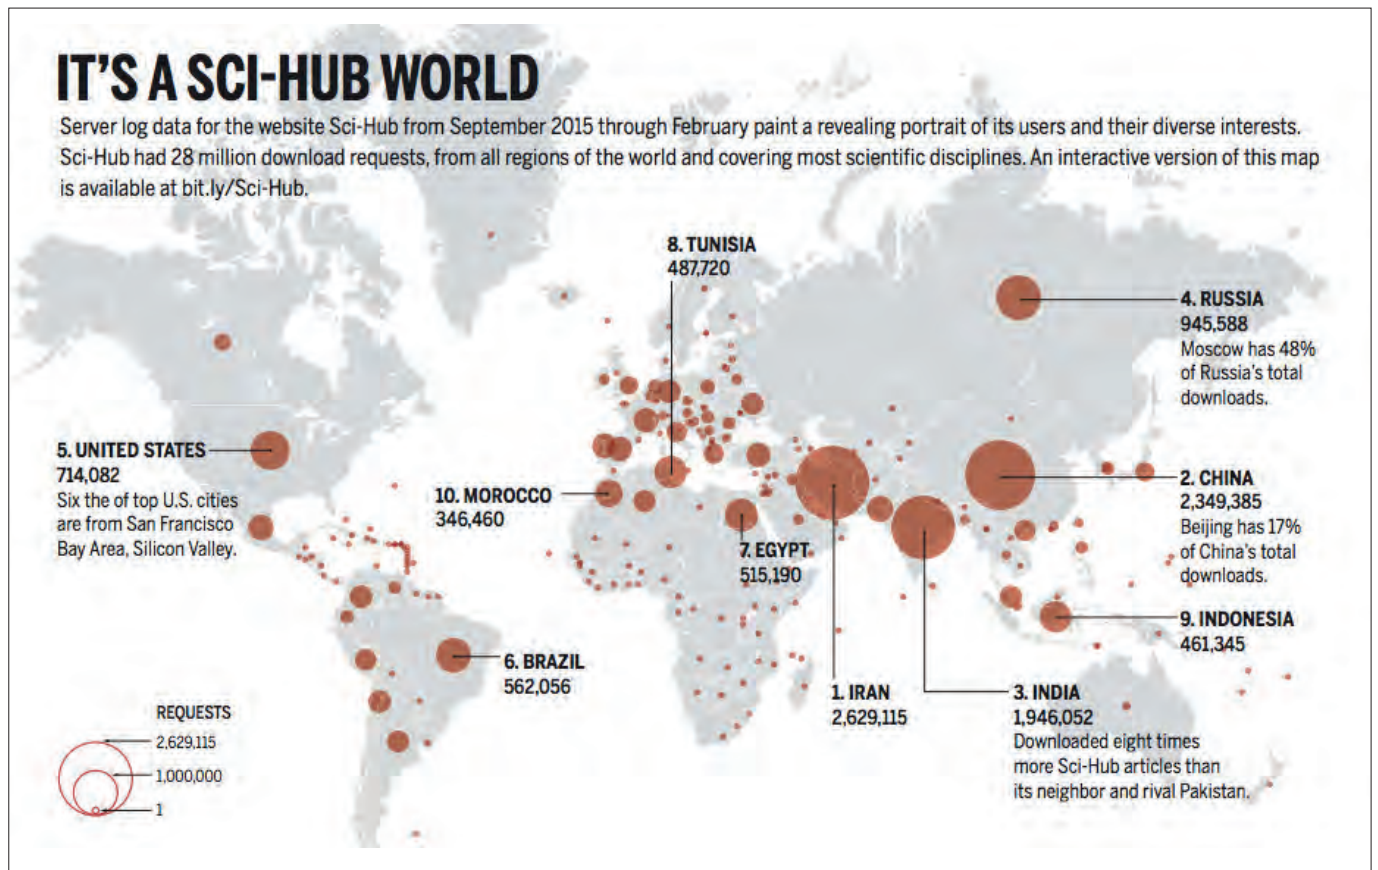 IT'S A SCI-HUB WORLD
Server log data for the website Sci-Hub from September 2015 through February paint a revealing portrait of its users and their diverse interests.
Sci-Hub had 28 million download requests, from all regions of the world and covering most scientific disciplines. An interactive version of this map
is available at bit.ly/Sci-Hub.
8. TUNISIA
487,720
4. RUSSIA
945,588
Moscow has 48%
of Russia's total
downloads.
5. UNITED STATES
714,082
Six the of top U.S. cities
are from San Francisco
Bay Area, Silicon Valley.
10. MOROCCO
346,460
7. EGYPT
515,190
2. CHINA
2,349,385
Beijing has 17%
of China's total
downloads.
9. INDONESIA
461,345
6. BRAZIL
562,056
1. IRAN
2,629,115
3. INDIA
1,946,052
Downloaded eight times
more Sci-Hub articles than
its neighbor and rival Pakistan.
REQUESTS
2,629,115
1,000,000
1